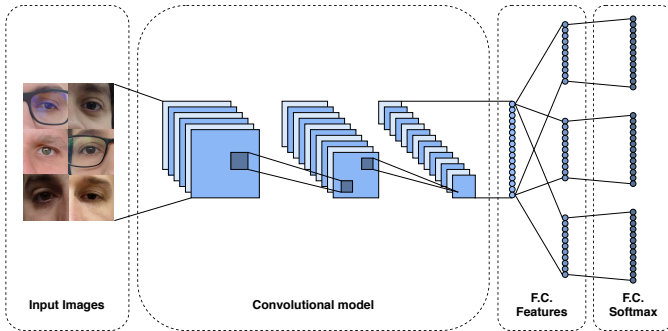 Input Images
Convolutional model
F.C.
Features
F.C.
Softmax